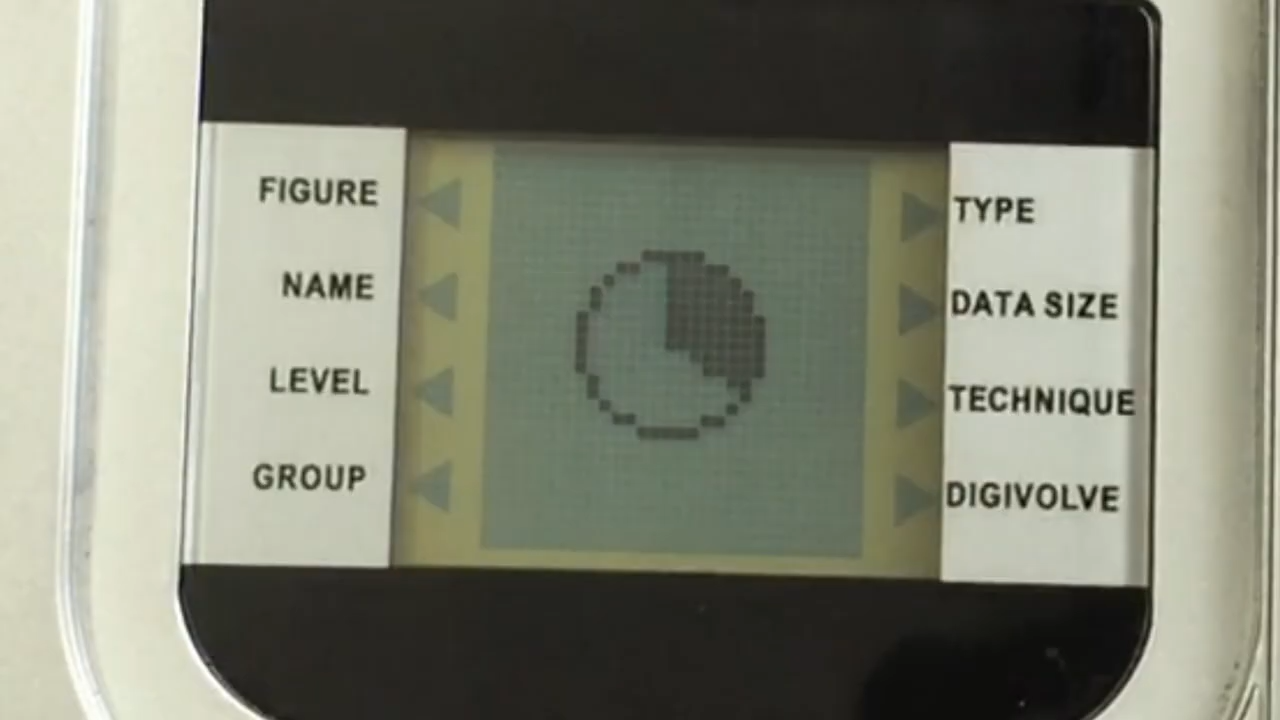 FIGURE
NAME
LEVEL
GROUP
TYPE
DATA SIZE
TECHNIQUE
DIGIVOLVE